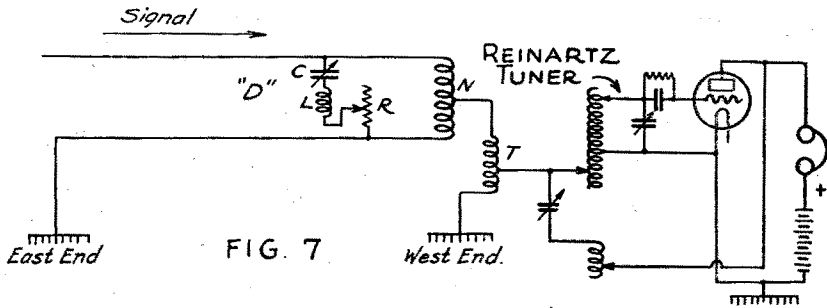 Signal
"D"
C
L
R
N
T
REINARTZ
TUNER
+
East End
FIG. 7
West End.